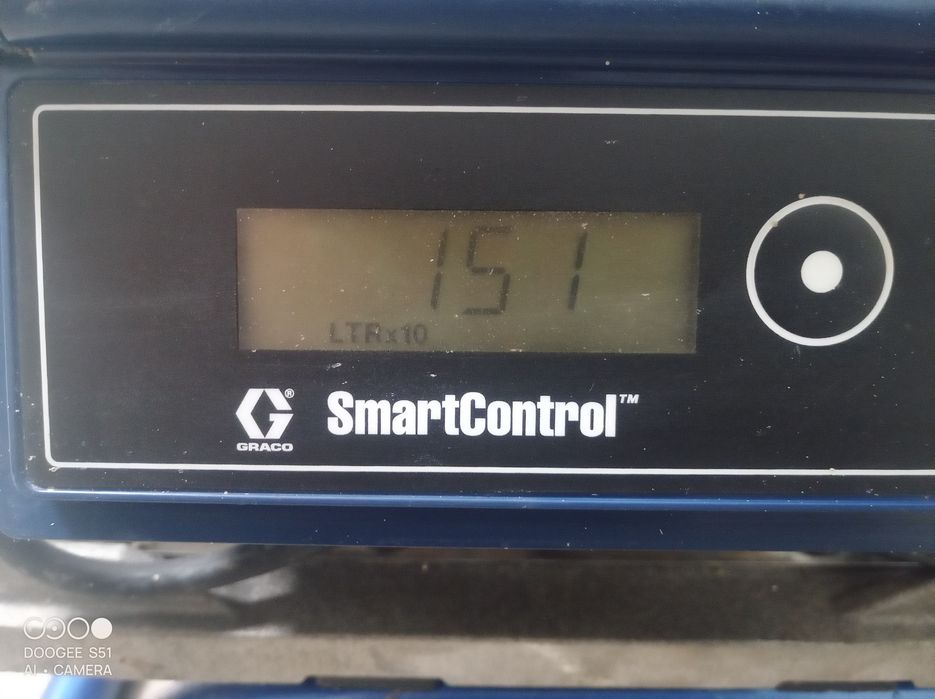 151
LTRx10
GRACO®
SmartControl™
DOOGEE S51
AI • CAMERA